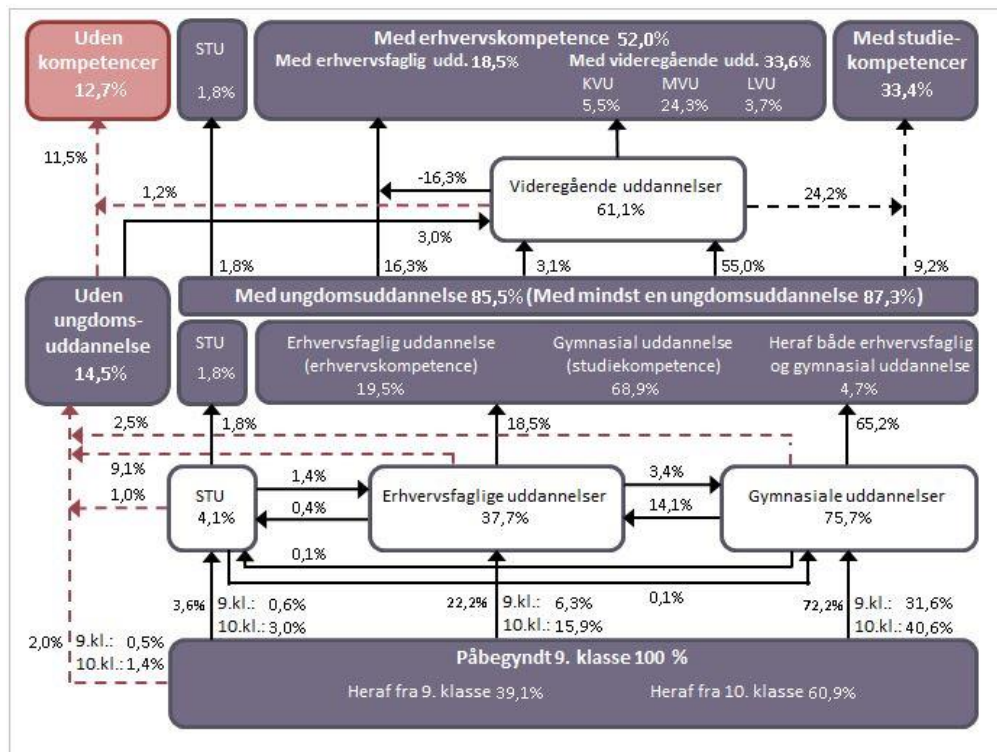 Uden
kompetencer
12,7%
STU
1,8%
Med erhvervskompetence 52,0%
Med erhvervsfaglig udd. 18,5%
Med videregående udd. 33,6%
KVU
MVU
LVU
5,5%
24,3%
3,7%
Med studie-
kompetencer
33,4%
11,5%
1,2%
-16,3%
Videregående uddannelser
61,1%
24,2%
3,0%
1,8%
16,3%
3,1%
55,0%
9,2%
Uden
ungdoms-
uddannelse
14,5%
Med ungdomsuddannelse 85,5% (Med mindst en ungdomsuddannelse 87,3%)
STU
1,8%
Erhvervsfaglig uddannelse
(erhvervskompetence)
19,5%
Gymnasial uddannelse
(studiekompetence)
68,9%
Heraf både erhvervsfaglig
og gymnasial uddannelse
4,7%
2,5%
1,8%
18,5%
65,2%
9,1%
1,0%
STU
4,1%
1,4%
0,4%
Erhvervsfaglige uddannelser
37,7%
3,4%
14,1%
Gymnasiale uddannelser
75,7%
0,1%
0,1%
3,6%
9.kl.: 0,6%
10.kl.: 3,0%
22,2%
9.kl.: 6,3%
10.kl.: 15,9%
72,2%
9.kl.: 31,6%
10.kl.: 40,6%
2,0%
9.kl.: 0,5%
10.kl.: 1,4%
Påbegyndt 9. klasse 100 %
Heraf fra 9. klasse 39,1%
Heraf fra 10. klasse 60,9%